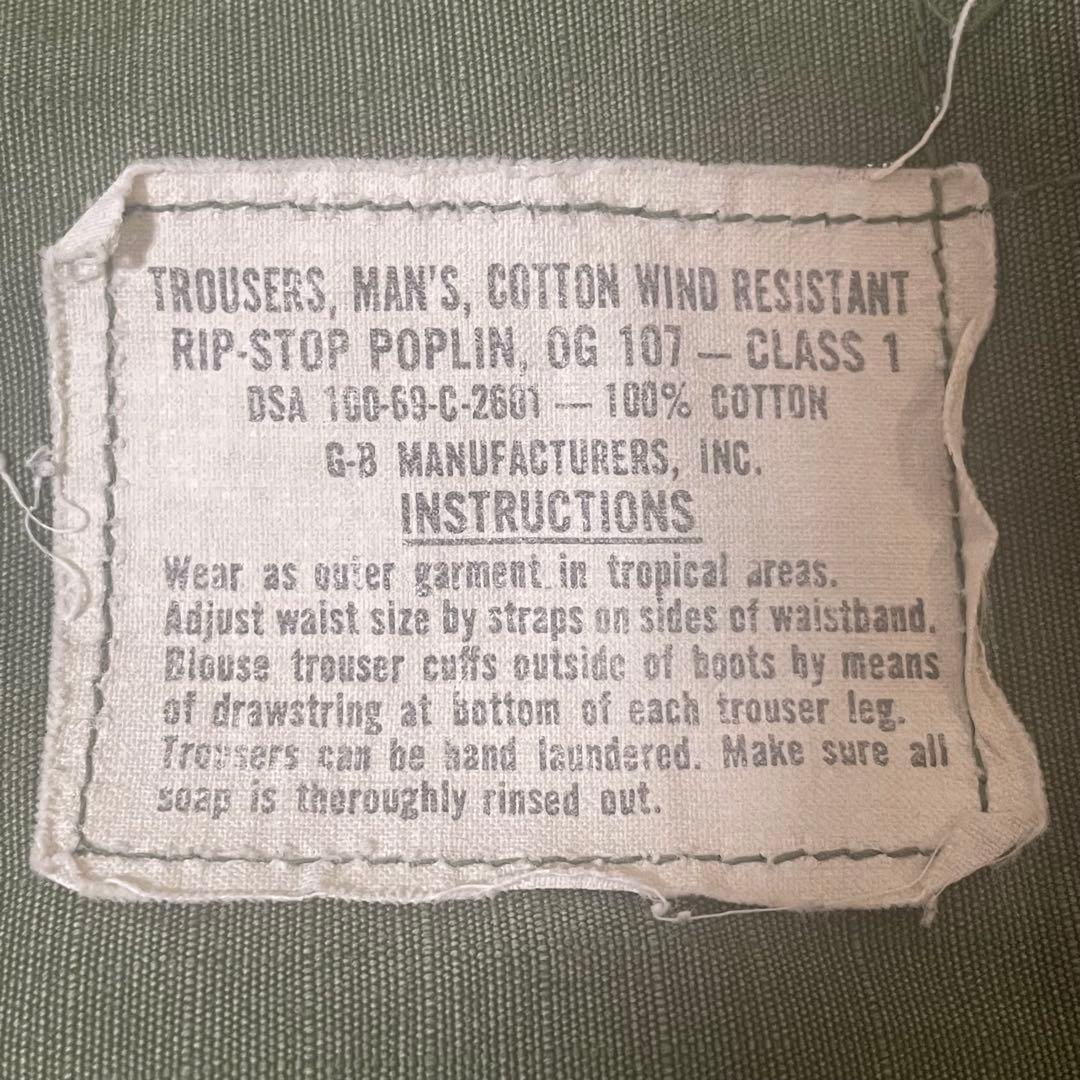 TROUSERS, MAN'S, COTTON WIND RESISTANT
RIP-STOP POPLIN, OG 107 — CLASS 1
DSA 100-69-C-2601 — 100% COTTON
G-B MANUFACTURERS, INC.
INSTRUCTIONS
Wear as outer garment in tropical areas.
Adjust waist size by straps on sides of waistband.
Blouse trouser cuffs outside of boots by means
of drawstring at bottom of each trouser leg.
Trousers can be hand laundered. Make sure all
soap is thoroughly rinsed out.